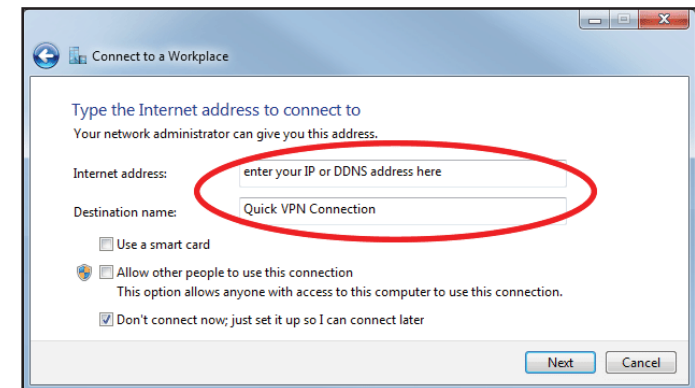 Connect to a Workplace
Type the Internet address to connect to
Your network administrator can give you this address.
Internet address: enter your IP or DDNS address here
Destination name: Quick VPN Connection
Use a smart card
Allow other people to use this connection
This option allows anyone with access to this computer to use this connection.
Don't connect now; just set it up so I can connect later
Next Cancel